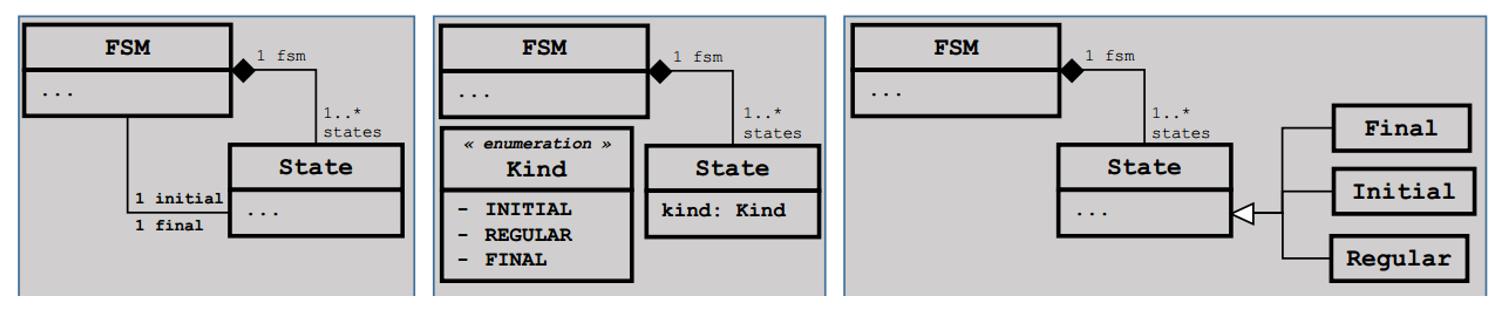 FSM
1 fsm
...
1..*
states
State
1 initial
...
1 final
FSM
1 fsm
...
« enumeration »
Kind
- INITIAL
- REGULAR
- FINAL
1..*
states
State
kind: Kind
FSM
1 fsm
...
1..*
states
State
...
Final
Initial
Regular